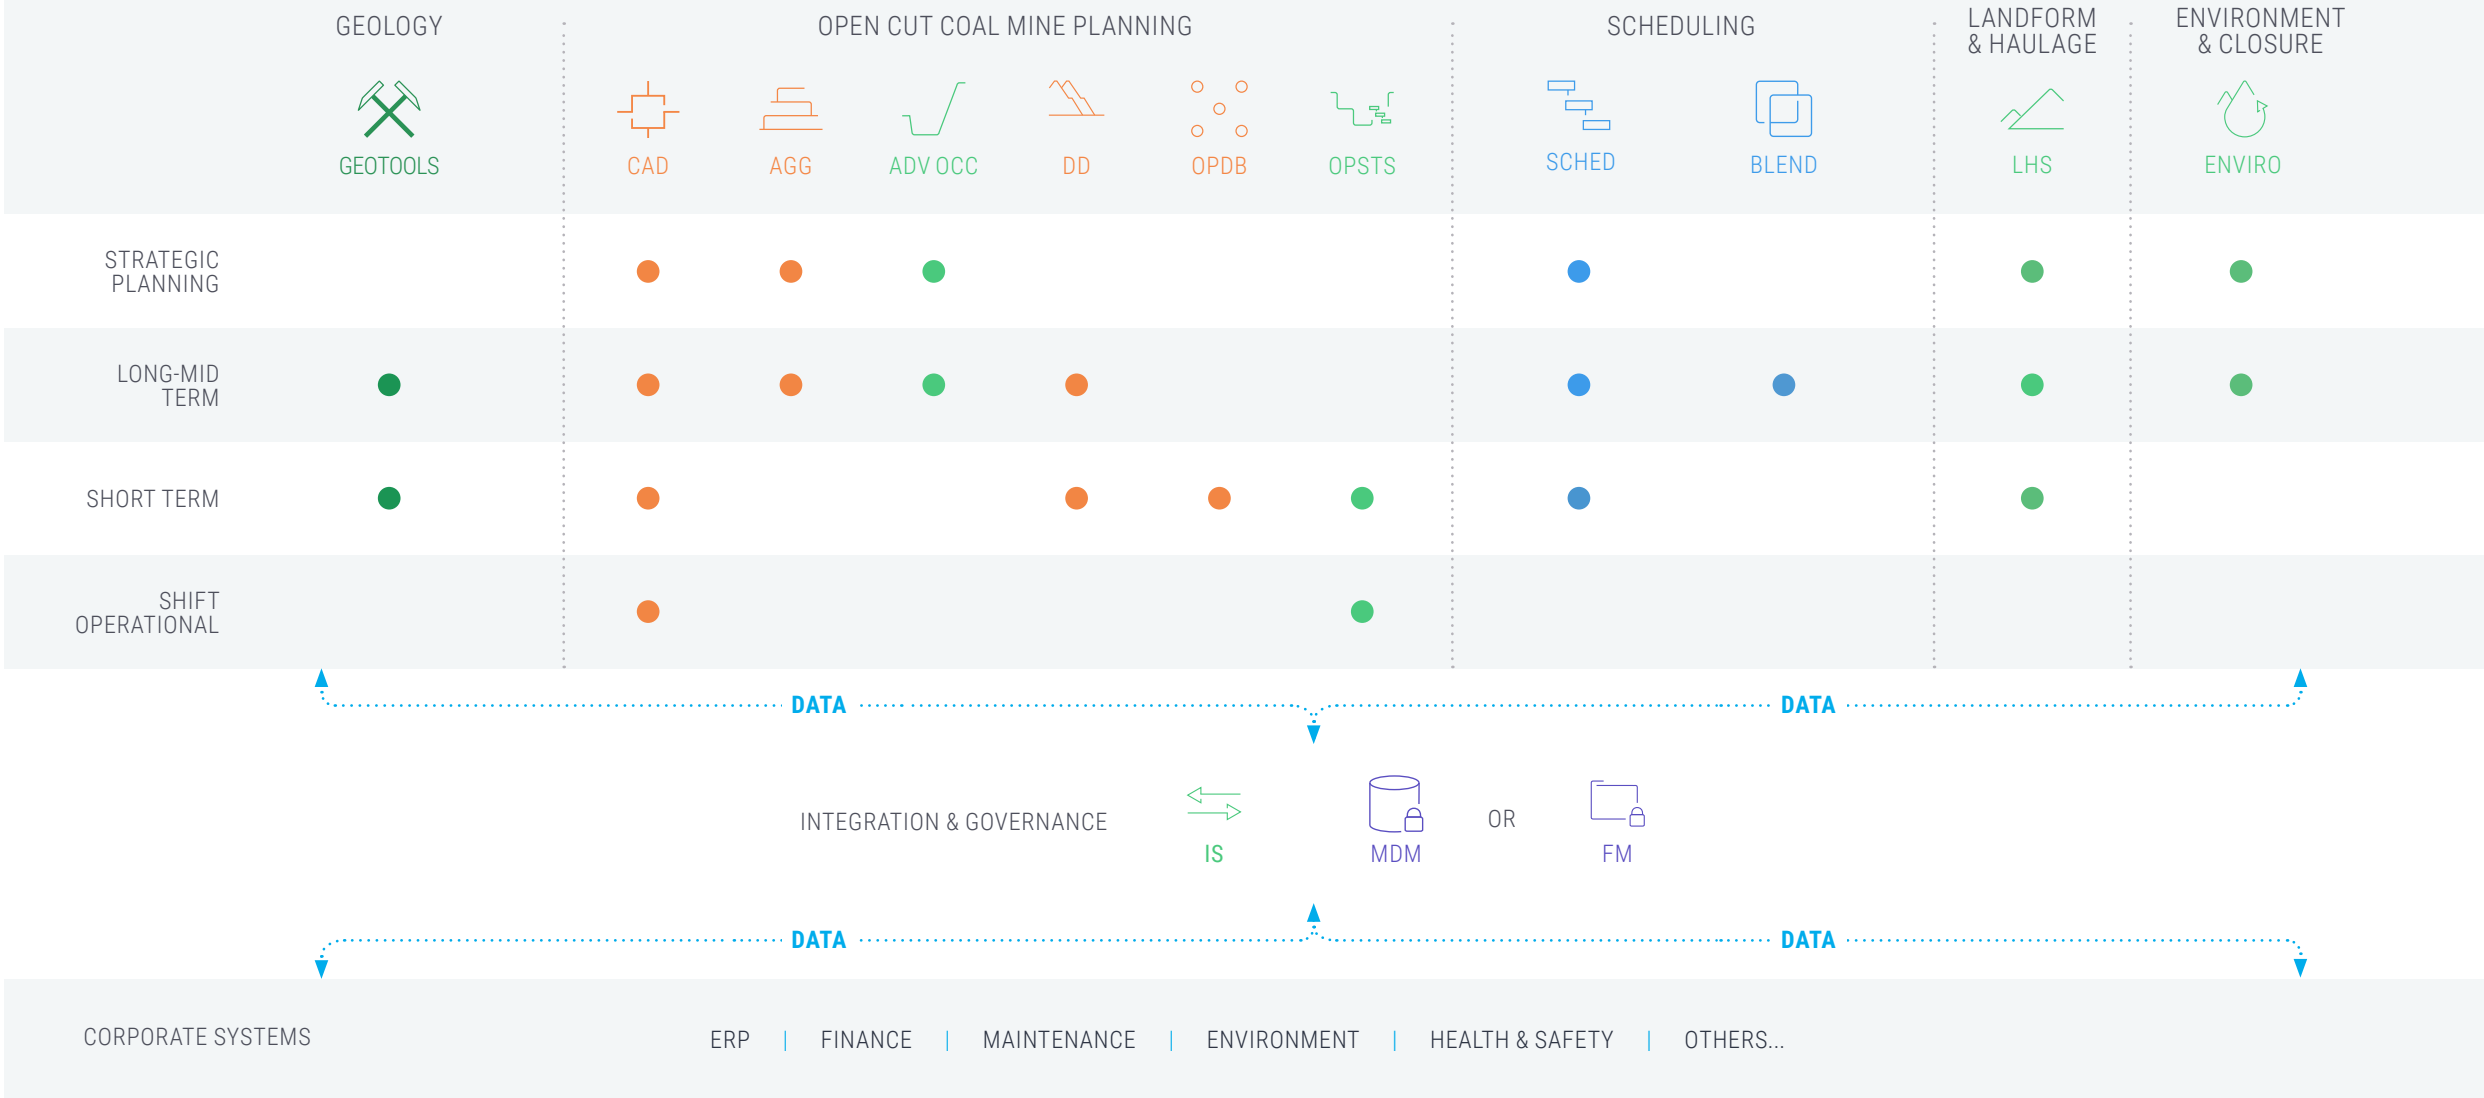 GEOLOGY
OPEN CUT COAL MINE PLANNING
SCHEDULING
LANDFORM
& HAULAGE
ENVIRONMENT
& CLOSURE
GEOTOOLS
CAD
AGG
ADV OCC
DD
OPDB
OPSTS
SCHED
BLEND
LHS
ENVIRO
STRATEGIC
PLANNING
LONG-MID
TERM
SHORT TERM
SHIFT
OPERATIONAL
DATA
DATA
INTEGRATION & GOVERNANCE
IS
MDM
OR
FM
DATA
DATA
CORPORATE SYSTEMS
ERP | FINANCE | MAINTENANCE | ENVIRONMENT | HEALTH & SAFETY | OTHERS...